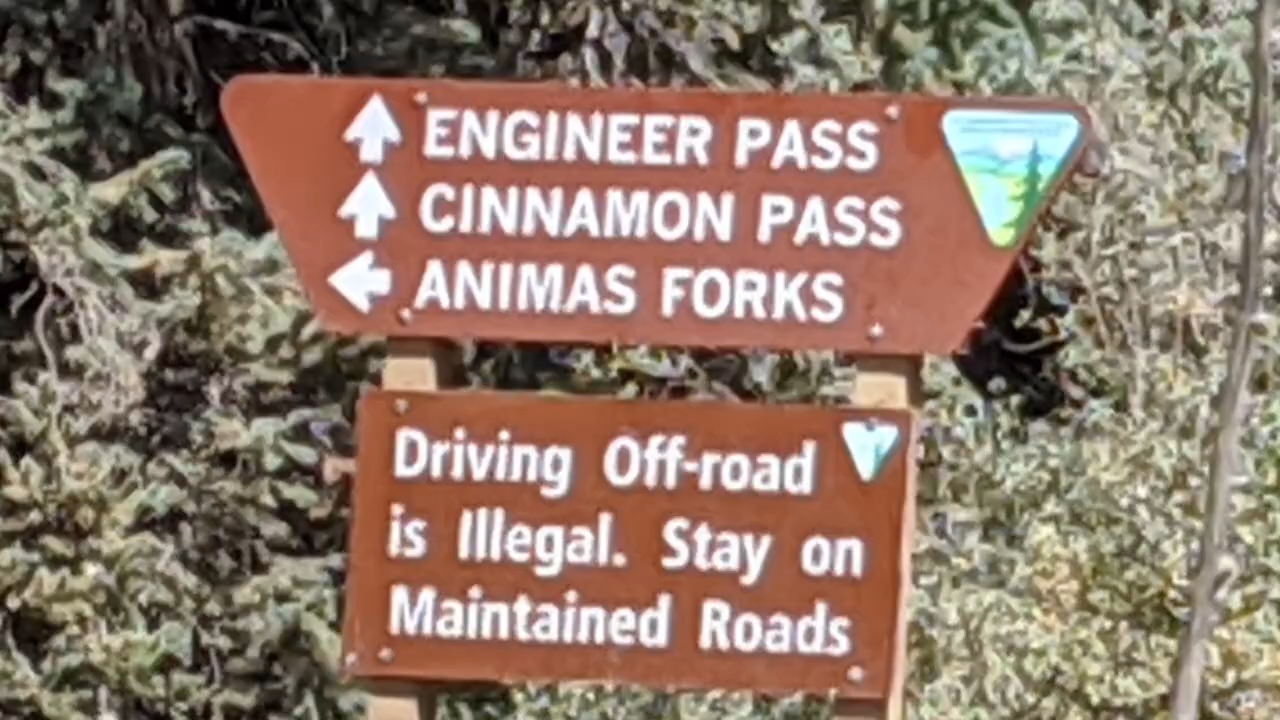 ENGINEER PASS
CINNAMON PASS
ANIMAS FORKS
Driving Off-road
is Illegal. Stay on
Maintained Roads